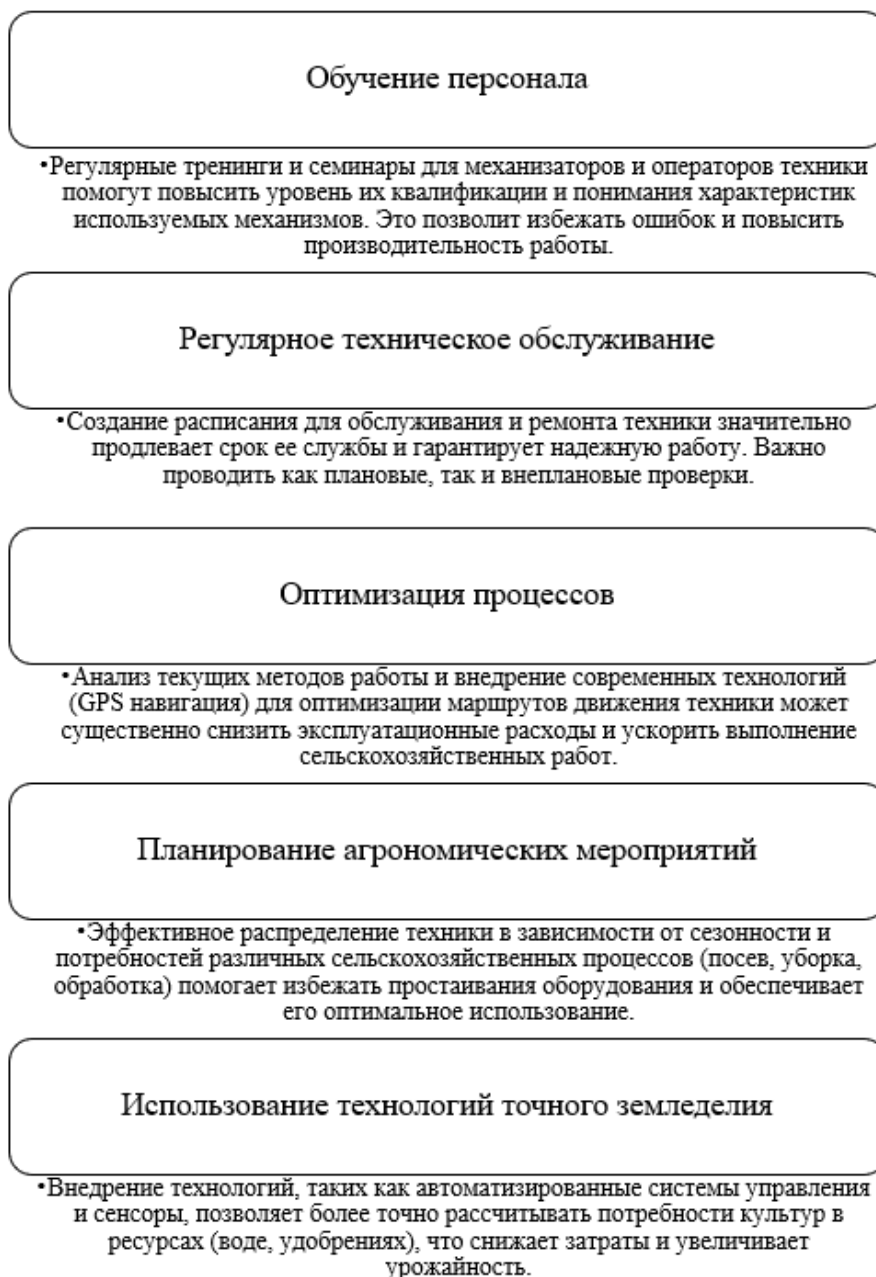 Обучение персонала
•Регулярные тренинги и семинары для механизаторов и операторов техники
помогут повысить уровень их квалификации и понимания характеристик
используемых механизмов. Это позволит избежать ошибок и повысить
производительность работы.
Регулярное техническое обслуживание
•Создание расписания для обслуживания и ремонта техники значительно
продлевает срок ее службы и гарантирует надежную работу. Важно
проводить как плановые, так и внеплановые проверки.
Оптимизация процессов
•Анализ текущих методов работы и внедрение современных технологий
(GPS навигация) для оптимизации маршрутов движения техники может
существенно снизить эксплуатационные расходы и ускорить выполнение
сельскохозяйственных работ.
Планирование агрономических мероприятий
•Эффективное распределение техники в зависимости от сезонности и
потребностей различных сельскохозяйственных процессов (посев, уборка,
обработка) помогает избежать простаивания оборудования и обеспечивает
его оптимальное использование.
Использование технологий точного земледелия
•Внедрение технологий, таких как автоматизированные системы управления
и сенсоры, позволяет более точно рассчитывать потребности культур в
ресурсах (воде, удобрениях), что снижает затраты и увеличивает
урожайность.